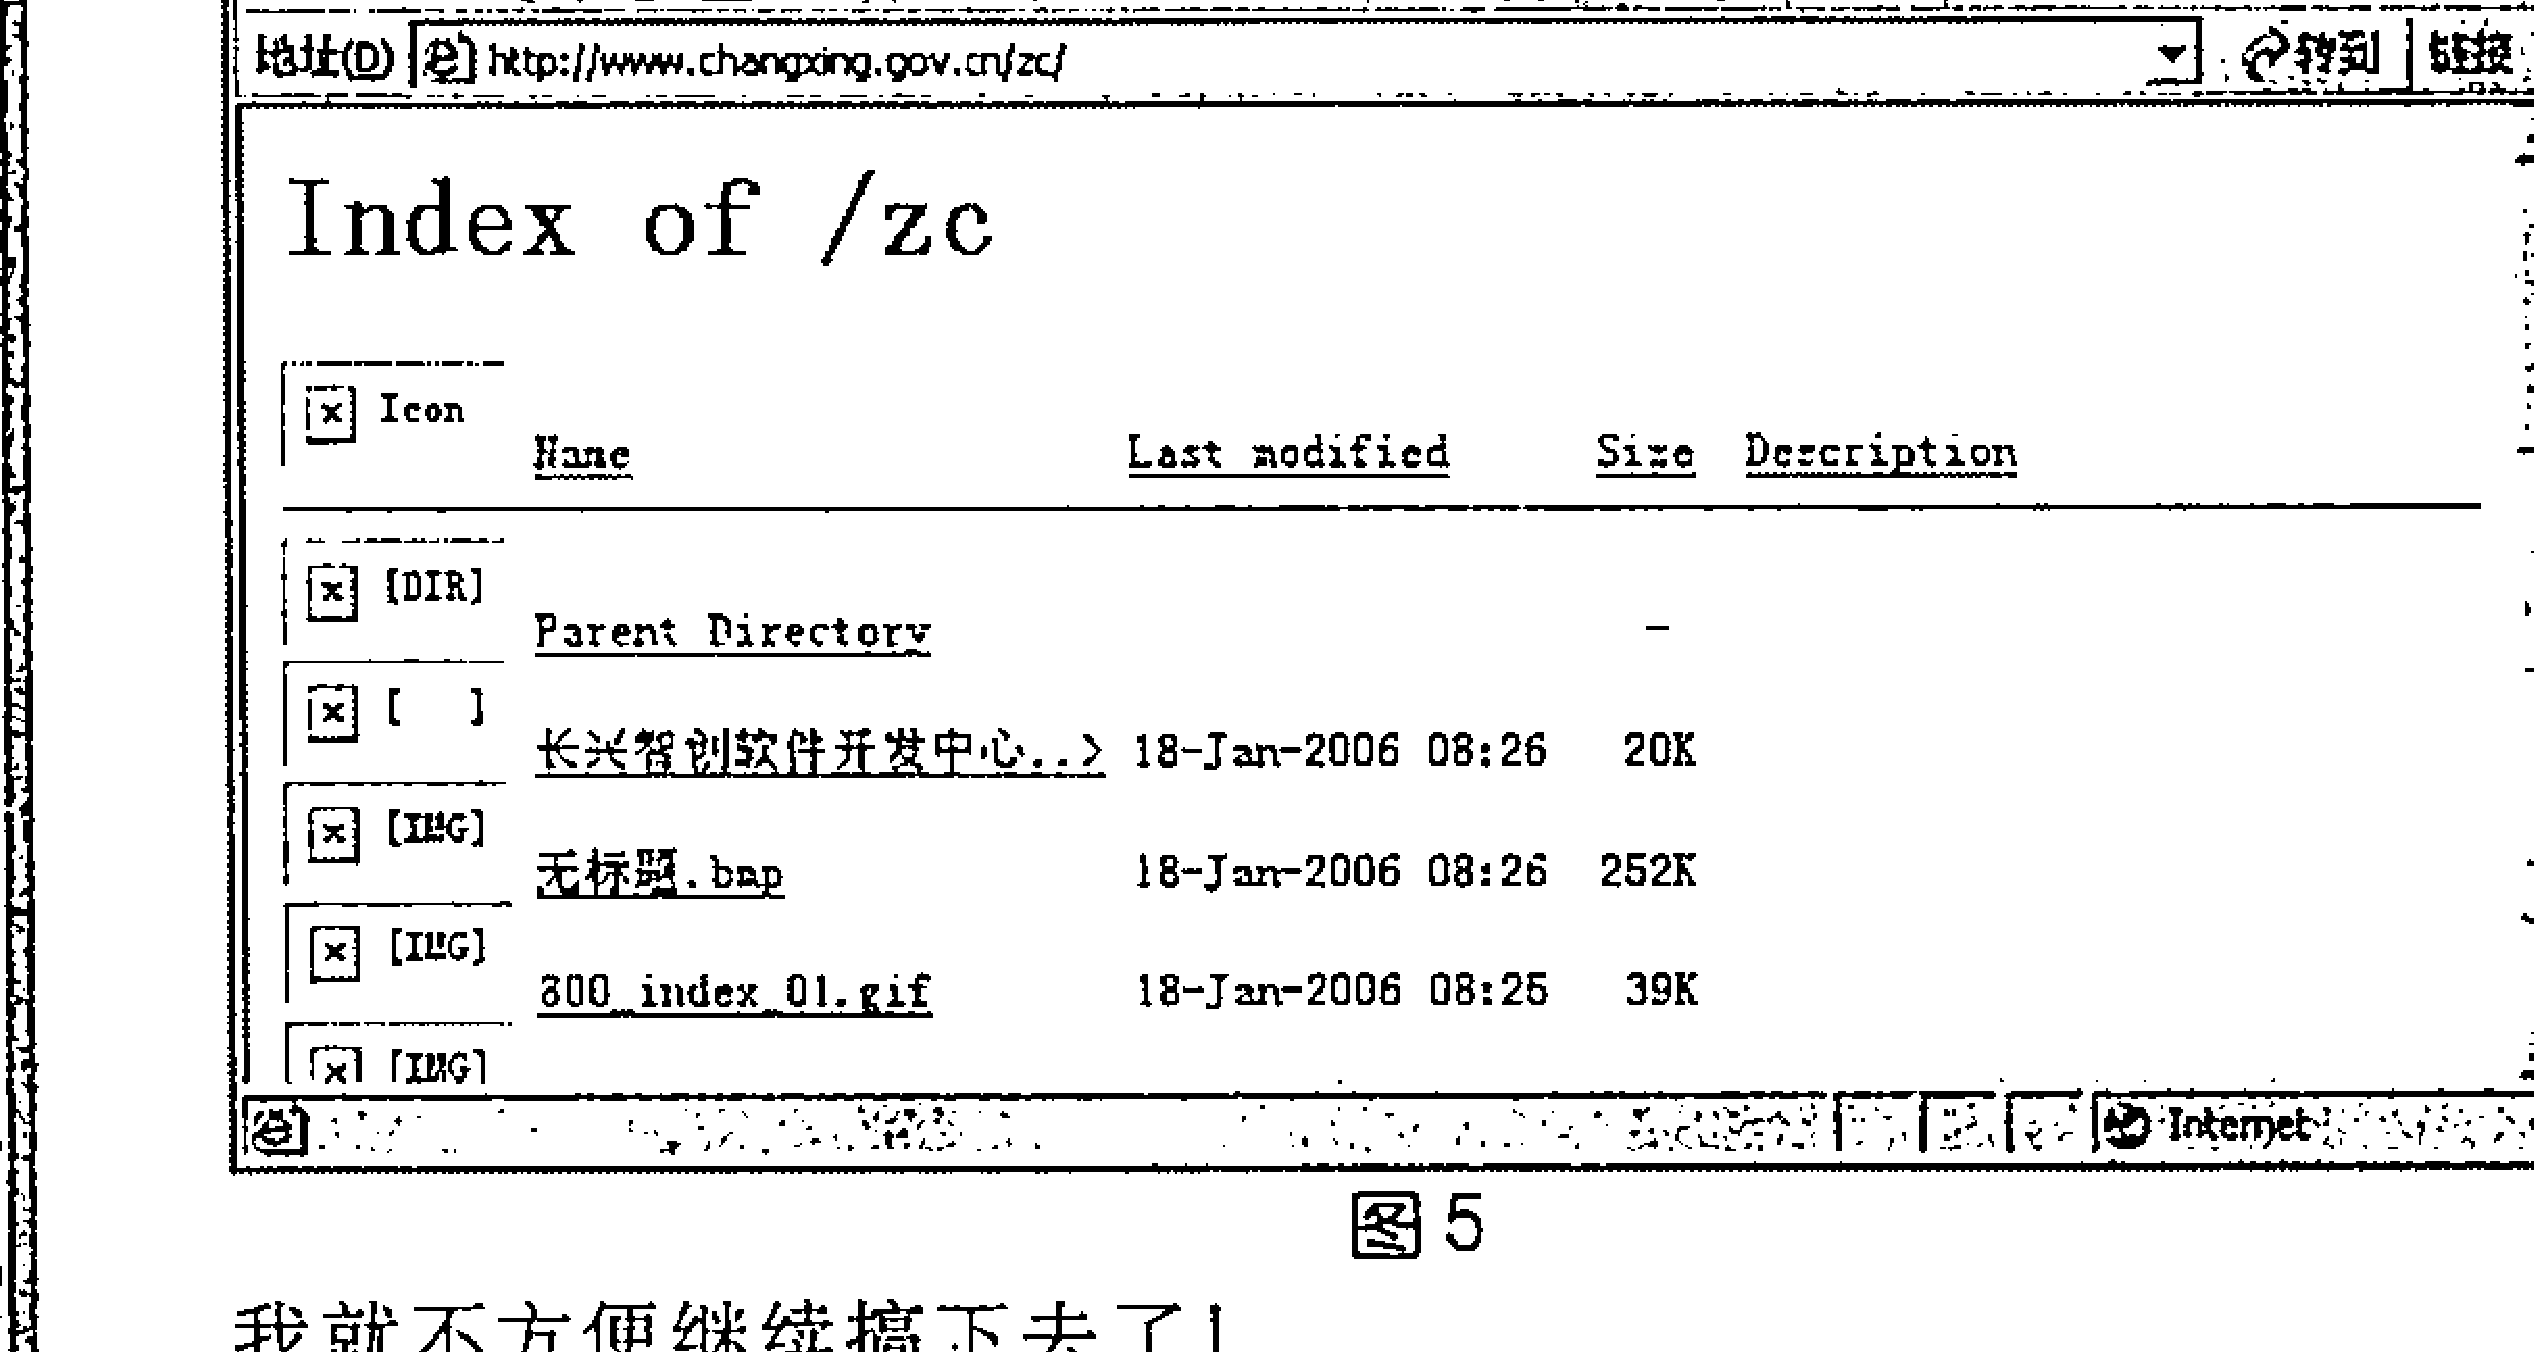 地址(D) http://www.changxing.gov.cn/zc/ 转到 链接
Index of /zc
Icon
Name Last modified Size Description
[DIR]
Parent Directory -
[ ]
长兴智创软件开发中心..> 18-Jan-2006 08:26 20K
[IMG]
无标题.bmp 18-Jan-2006 08:26 252K
[IMG]
800_index_01.gif 18-Jan-2006 08:25 39K
[IMG]
Internet
图 5
我就不方便继续搞下去了!